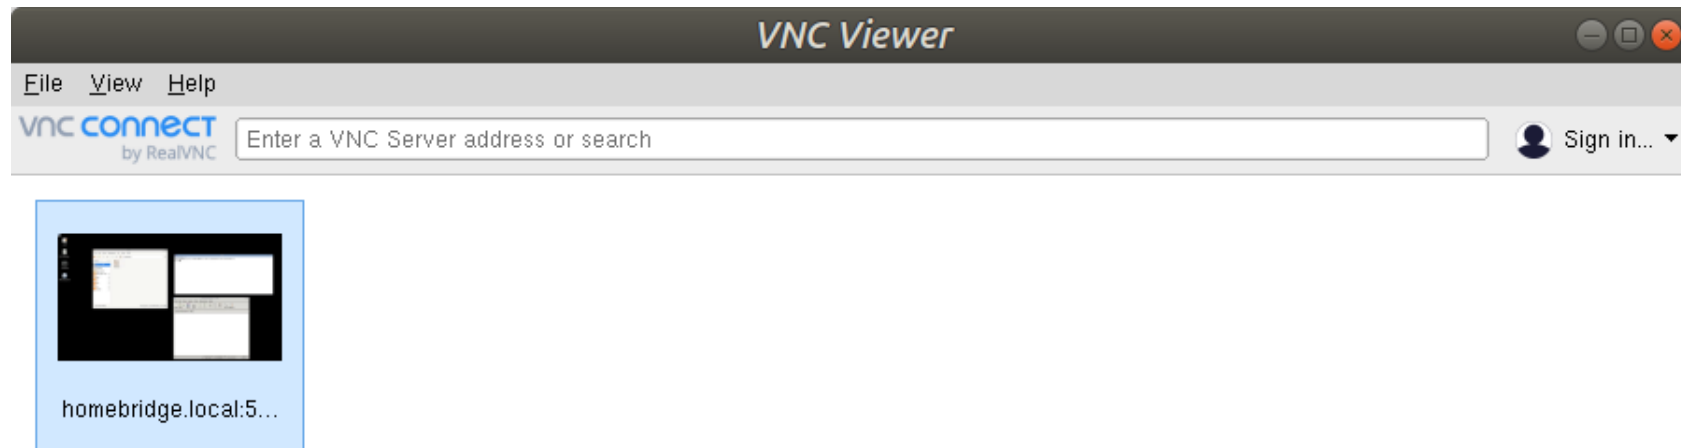 VNC Viewer
File View Help
VNC CONNECT
by RealVNC
Enter a VNC Server address or search
Sign in...
homebridge.local:5...